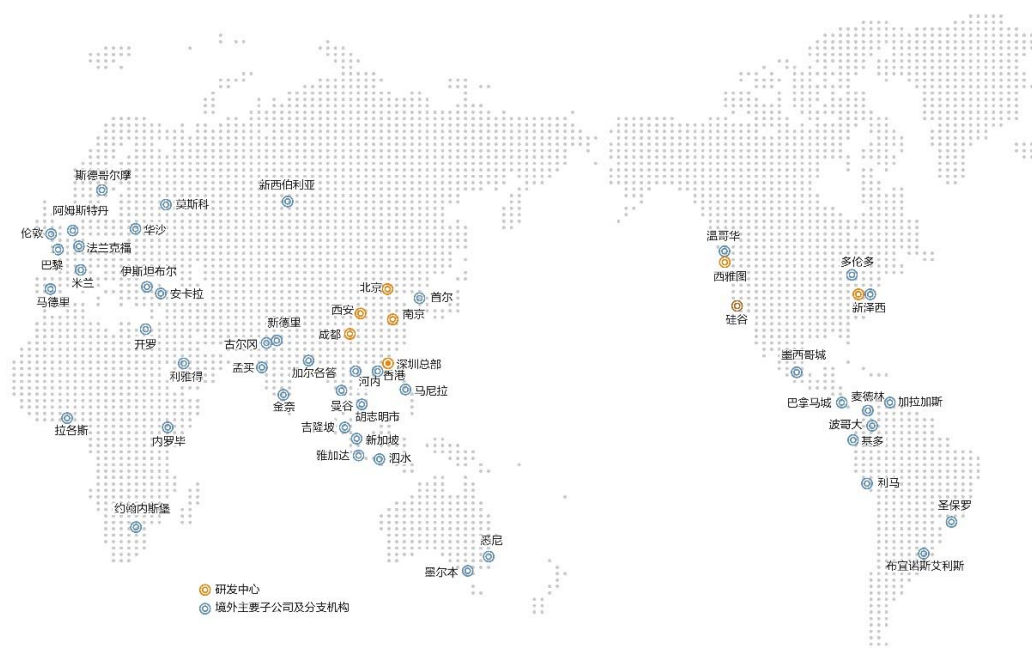 斯德哥尔摩
莫斯科
新西伯利亚
阿姆斯特丹
伦敦
华沙
法兰克福
巴黎
米兰
伊斯坦布尔
安卡拉
马德里
开罗
利雅得
拉各斯
内罗毕
约翰内斯堡
北京
首尔
西安
南京
成都
新德里
古尔冈
孟买
加尔各答
金奈
深圳总部
香港
河内
马尼拉
曼谷
胡志明市
吉隆坡
新加坡
雅加达
泗水
悉尼
墨尔本
温哥华
西雅图
硅谷
多伦多
新泽西
墨西哥城
巴拿马城
麦德林
加拉加斯
波哥大
基多
利马
圣保罗
布宜诺斯艾利斯
研发中心
境外主要子公司及分支机构